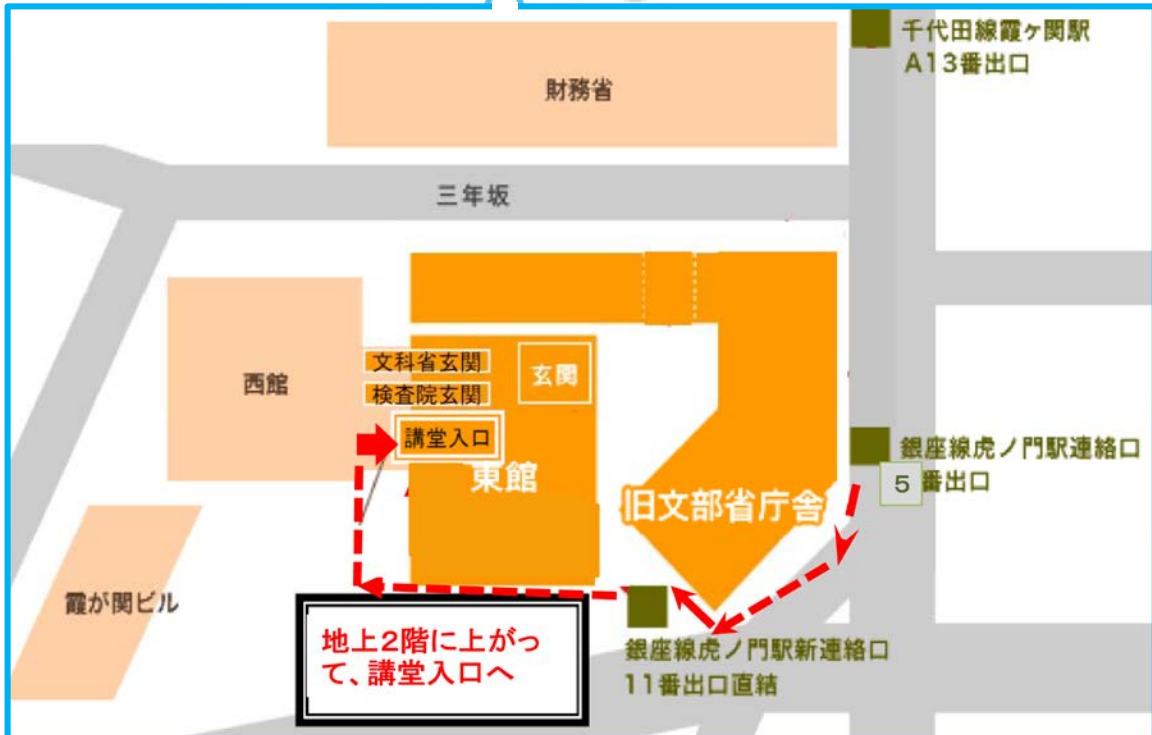 千代田線霞ヶ関駅
A13番出口
財務省
三年坂
文科省玄関
玄関
西館
検査院玄関
講堂入口
東館
銀座線虎ノ門駅連絡口
5番出口
旧文部省庁舎
霞が関ビル
地上2階に上がっ
て、講堂入口へ
銀座線虎ノ門駅新連絡口
11番出口直結